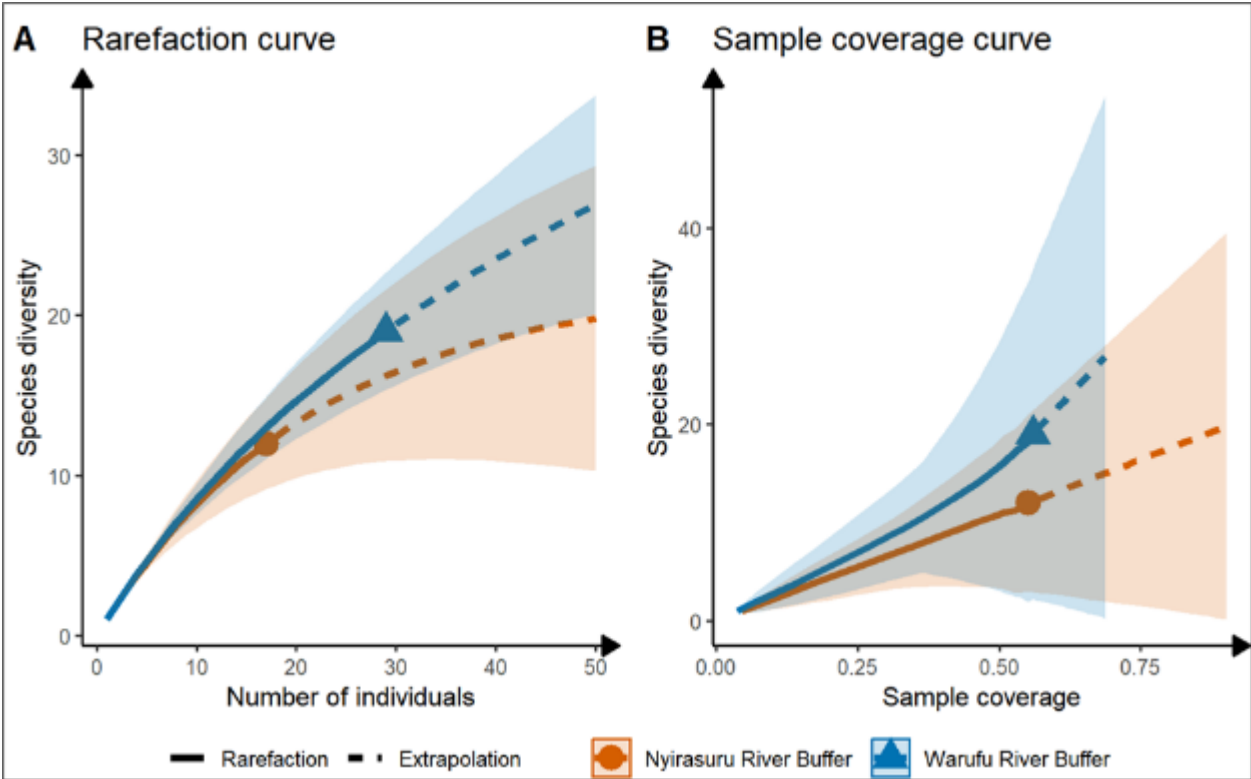 A Rarefaction curve
Species diversity
30
20
10
0
0 10 20 30 40 50
Number of individuals
B Sample coverage curve
Species diversity
40
20
0
0.00 0.25 0.50 0.75
Sample coverage
Rarefaction Extrapolation Nyirasuru River Buffer Warufu River Buffer